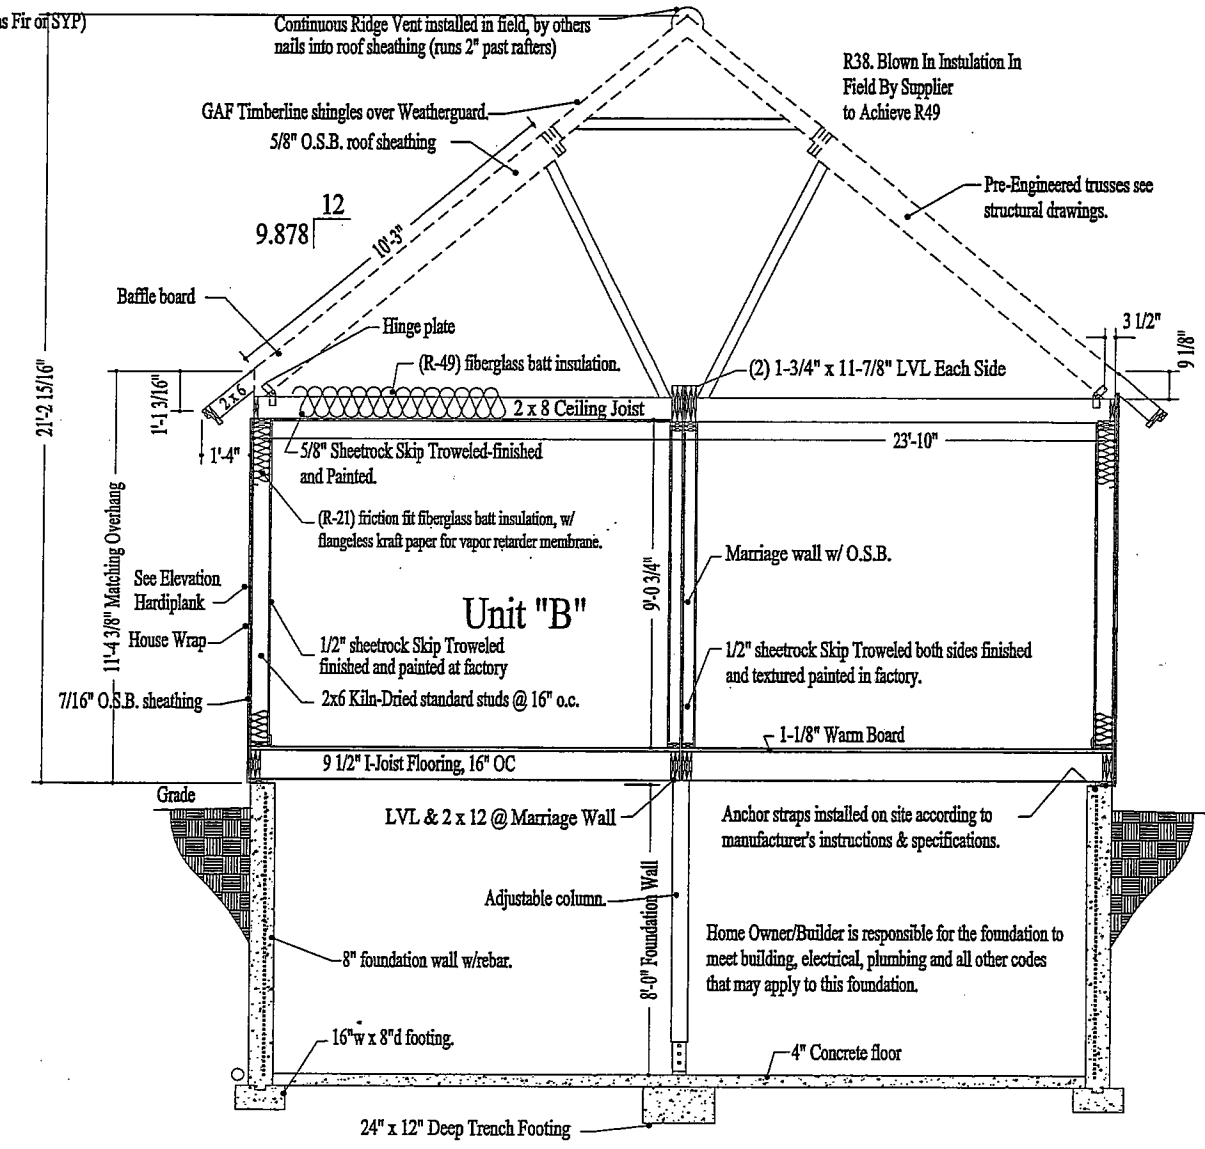 s Fir or SYP)
Continuous Ridge Vent installed in field, by others
nails into roof sheathing (runs 2" past rafters)
R38. Blown In Instulation In
Field By Supplier
to Achieve R49
GAF Timberline shingles over Weatherguard.
5/8" O.S.B. roof sheathing
12
9.878
10'-3"
Pre-Engineered trusses see
structural drawings.
Baffle board
Hinge plate
(R-49) fiberglass batt insulation.
(2) 1-3/4" x 11-7/8" LVL Each Side
3 1/2"
9 1/8"
21'-2 15/16"
1'-1 3/16"
2 x 6
2 x 8 Ceiling Joist
23'-10"
1'-4"
5/8" Sheetrock Skip Troweled-finished
and Painted.
(R-21) friction fit fiberglass batt insulation, w/
flangeless kraft paper for vapor retarder membrane.
11'-4 3/8" Matching Overhang
9'-0 3/4"
Marriage wall w/ O.S.B.
See Elevation
Hardiplank
House Wrap
Unit "B"
1/2" sheetrock Skip Troweled
finished and painted at factory
1/2" sheetrock Skip Troweled both sides finished
and textured painted in factory.
7/16" O.S.B. sheathing
2x6 Kiln-Dried standard studs @ 16" o.c.
1-1/8" Warm Board
9 1/2" I-Joist Flooring, 16" OC
Grade
LVL & 2 x 12 @ Marriage Wall
Anchor straps installed on site according to
manufacturer's instructions & specifications.
Adjustable column.
8'-0" Foundation Wall
Home Owner/Builder is responsible for the foundation to
meet building, electrical, plumbing and all other codes
that may apply to this foundation.
8" foundation wall w/rebar.
16"w x 8"d footing.
4" Concrete floor
24" x 12" Deep Trench Footing